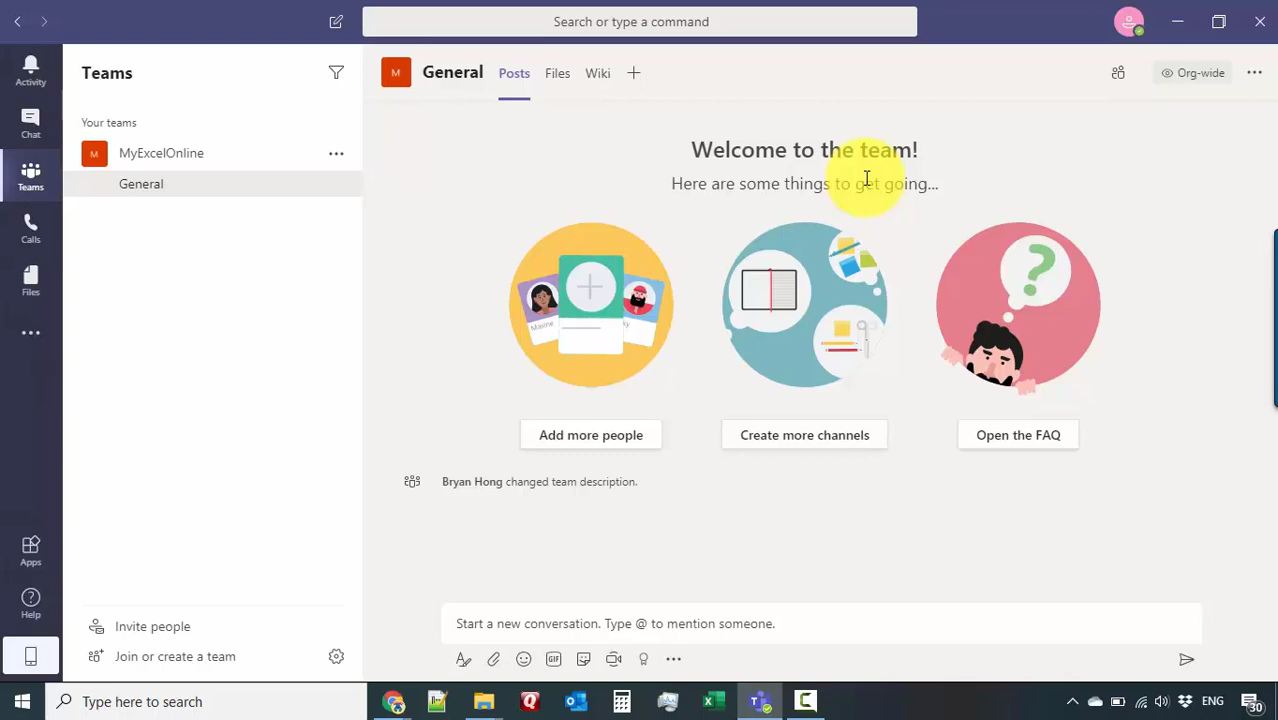 Search or type a command
Activity
Chat
Teams
Calls
Files
Apps
Help
Teams
Your teams
M
MyExcelOnline
General
Invite people
Join or create a team
M
General
Posts
Files
Wiki
Org-wide
Welcome to the team!
Here are some things to get going...
Maxine
Add more people
Create more channels
Open the FAQ
Bryan Hong changed team description.
Start a new conversation. Type @ to mention someone.
GIF
Type here to search
ENG
30